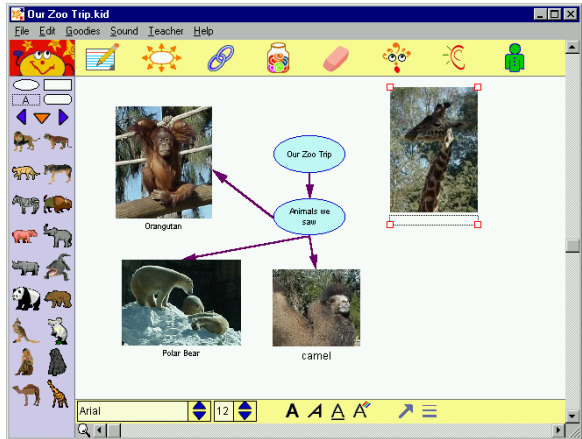 Our Zoo Trip.kid
File Edit Goodies Sound Teacher Help
A
Our Zoo Trip
Animals we
saw
Orangutan
Polar Bear
camel
Arial 12 A A A A